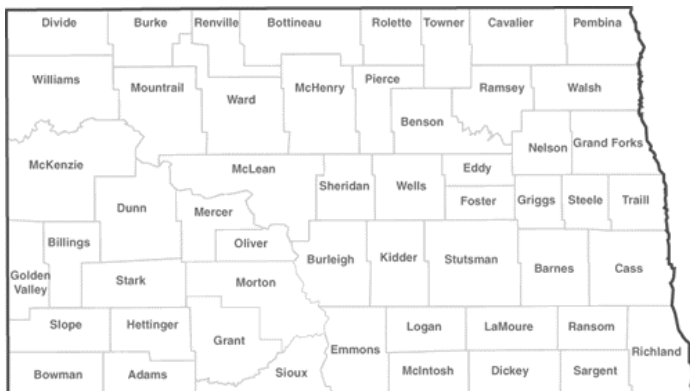 Divide
Burke
Renville
Bottineau
Rolette
Towner
Cavalier
Pembina
Williams
Mountrail
Ward
McHenry
Pierce
Ramsey
Walsh
Benson
McKenzie
McLean
Sheridan
Wells
Eddy
Nelson
Grand Forks
Dunn
Mercer
Foster
Griggs
Steele
Traill
Billings
Oliver
Burleigh
Kidder
Stutsman
Barnes
Cass
Golden
Valley
Stark
Morton
Slope
Hettinger
Grant
Emmons
Logan
LaMoure
Ransom
Richland
Bowman
Adams
Sioux
McIntosh
Dickey
Sargent